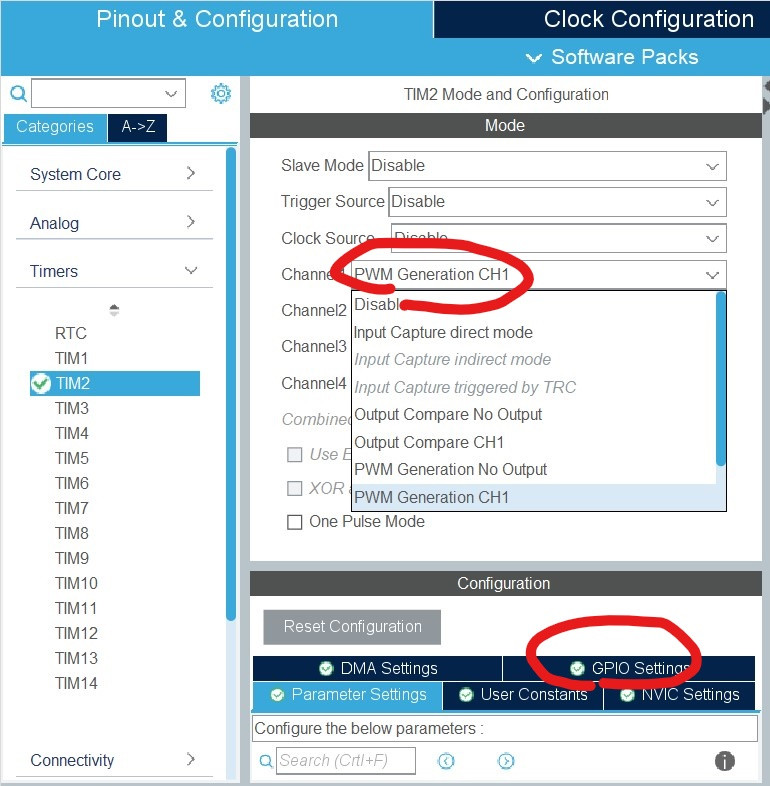 Pinout & Configuration
Clock Configuration
Software Packs
Categories
A->Z
System Core
Analog
Timers
RTC
TIM1
TIM2
TIM3
TIM4
TIM5
TIM6
TIM7
TIM8
TIM9
TIM10
TIM11
TIM12
TIM13
TIM14
Connectivity
TIM2 Mode and Configuration
Mode
Slave Mode Disable
Trigger Source Disable
Clock Source Disable
PWM Generation CH1
Input Capture direct mode
Channel2
Input Capture indirect mode
Channel3
Input Capture triggered by TRC
Channel4
Output Compare No Output
Output Compare CH1
PWM Generation No Output
PWM Generation CH1
XOR
One Pulse Mode
Configuration
Reset Configuration
DMA Settings
GPIO Settings
Parameter Settings
User Constants
NVIC Settings
Configure the below parameters :
Search (Crtl+F)